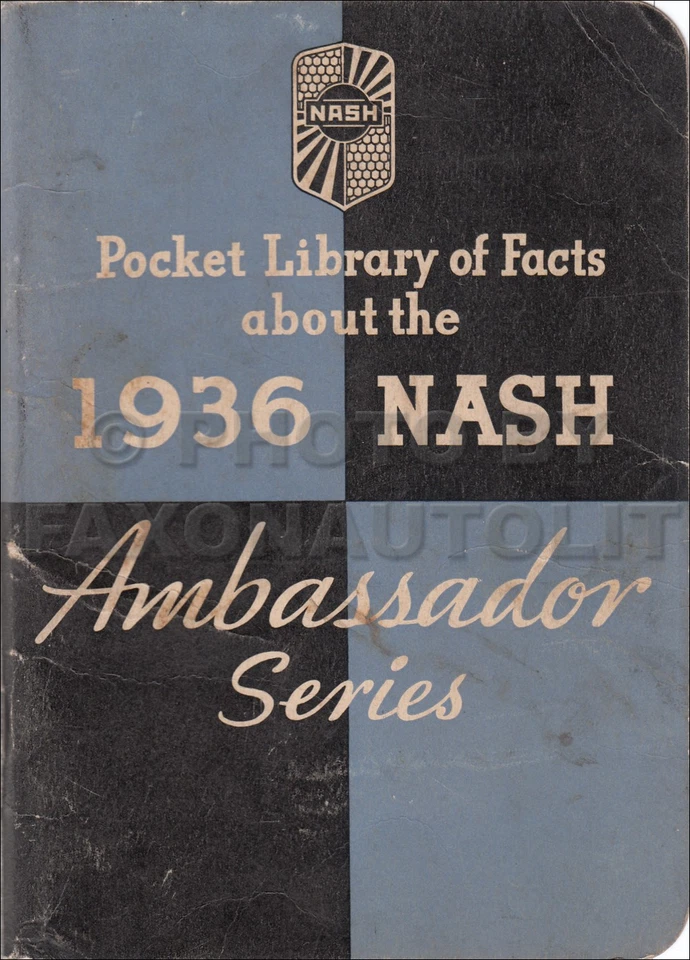 NASH
Pocket Library of Facts
about the
1936 NASH
© PHOTO BY
FAXONAUTOLIT
Ambassador
Series